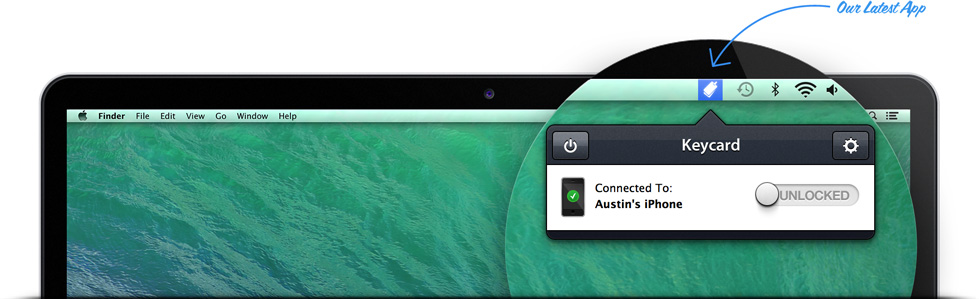 Our Latest App
Finder File Edit View Go Window Help
Keycard
Connected To:
Austin's iPhone
UNLOCKED